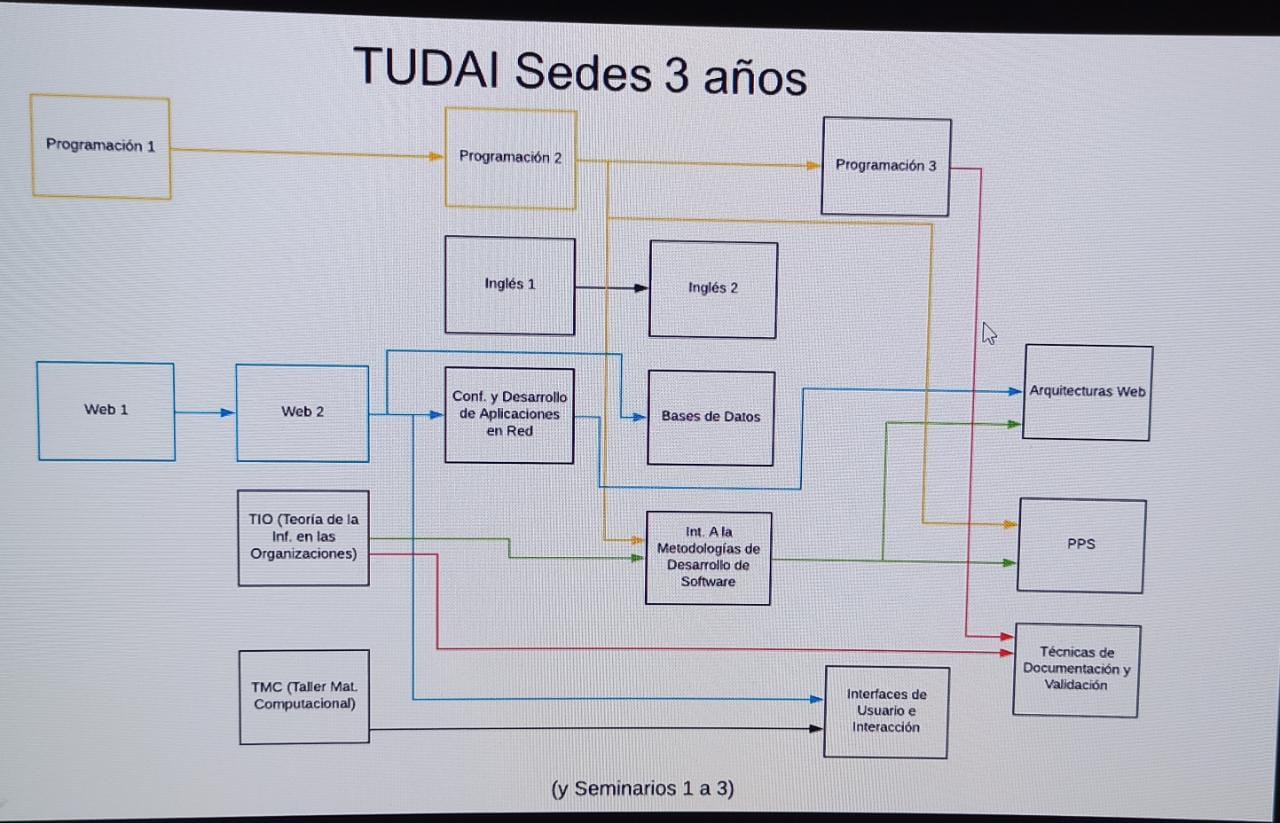 TUDAI Sedes 3 años
Programación 1
Programación 2
Programación 3
Inglés 1
Inglés 2
Web 1
Web 2
Conf. y Desarrollo
de Aplicaciones
en Red
Bases de Datos
Arquitecturas Web
TIO (Teoría de la
Inf. en las
Organizaciones)
Int. A la
Metodologías de
Desarrollo de
Software
PPS
TMC (Taller Mat.
Computacional)
Interfaces de
Usuario e
Interacción
Técnicas de
Documentación y
Validación
(y Seminarios 1 a 3)